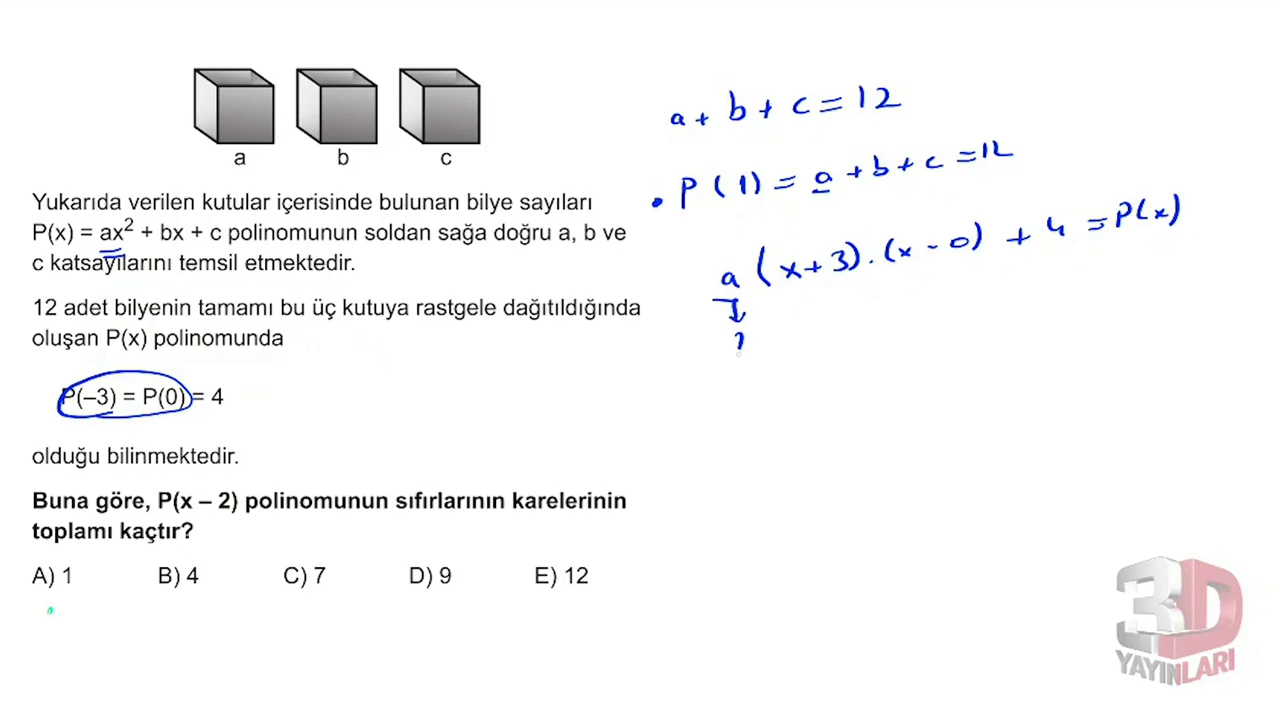 a b c
Yukarıda verilen kutular içerisinde bulunan bilye sayıları
P(x) = ax² + bx + c polinomunun soldan sağa doğru a, b ve
c katsayılarını temsil etmektedir.
12 adet bilyenin tamamı bu üç kutuya rastgele dağıtıldığında
oluşan P(x) polinomunda
P(–3) = P(0) = 4
olduğu bilinmektedir.
Buna göre, P(x – 2) polinomunun sıfırlarının karelerinin
toplamı kaçtır?
A) 1 B) 4 C) 7 D) 9 E) 12
a + b + c = 12
P(1) = a + b + c = 12
a (x+3).(x-0) + 4 = P(x)
3D
YAYINLARI